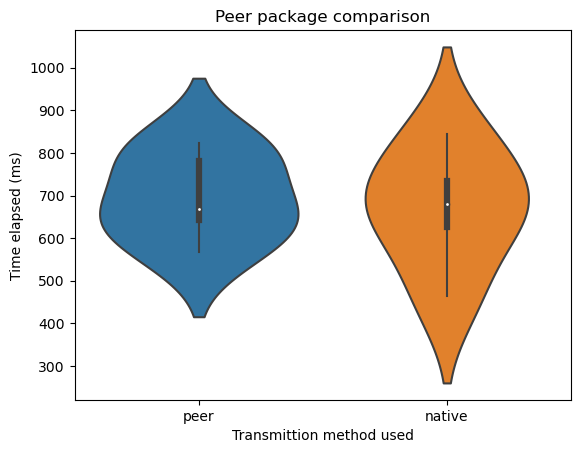 Peer package comparison
1000
900
800
700
600
500
400
300
Time elapsed (ms)
peer
native
Transmittion method used